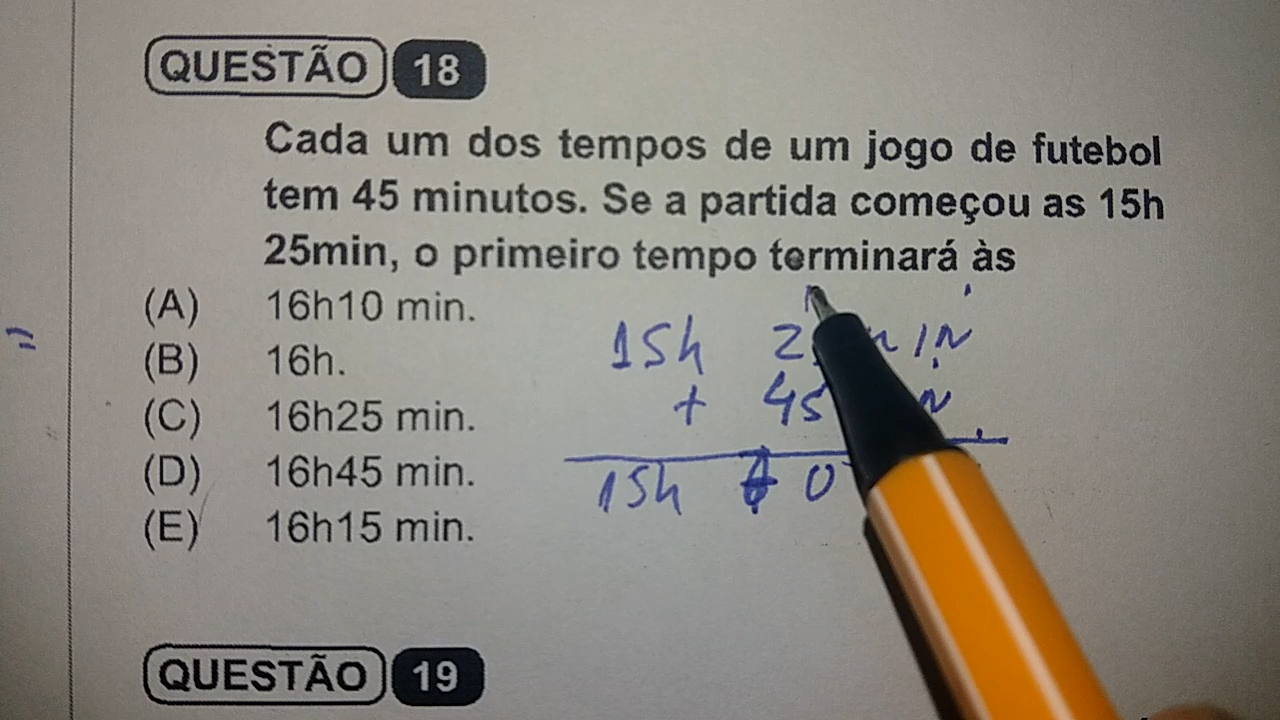 QUESTÃO 18
Cada um dos tempos de um jogo de futebol
tem 45 minutos. Se a partida começou as 15h
25min, o primeiro tempo terminará às
(A) 16h10 min.
(B) 16h.
(C) 16h25 min.
(D) 16h45 min.
(E) 16h15 min.
15h
+ 45
15h 0
QUESTÃO 19